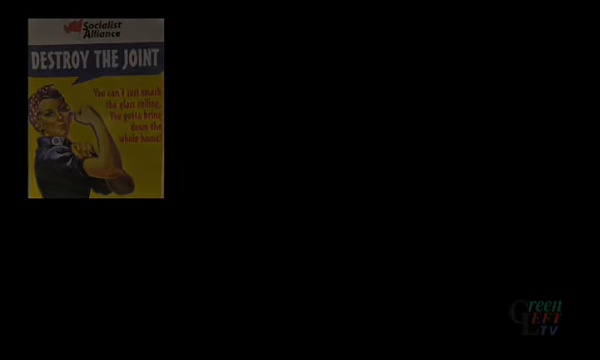 Socialist
Alliance
DESTROY THE JOINT
You can't just smash
the glass ceiling.
You gotta bring
down the
whole house!
Green
LEFT
TV